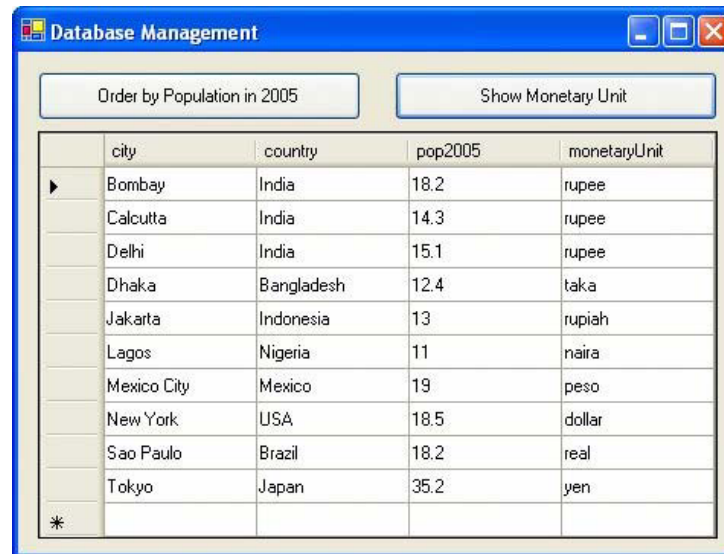 Database Management
Order by Population in 2005 Show Monetary Unit
city country pop2005 monetaryUnit
Bombay India 18.2 rupee
Calcutta India 14.3 rupee
Delhi India 15.1 rupee
Dhaka Bangladesh 12.4 taka
Jakarta Indonesia 13 rupiah
Lagos Nigeria 11 naira
Mexico City Mexico 19 peso
New York USA 18.5 dollar
Sao Paulo Brazil 18.2 real
Tokyo Japan 35.2 yen